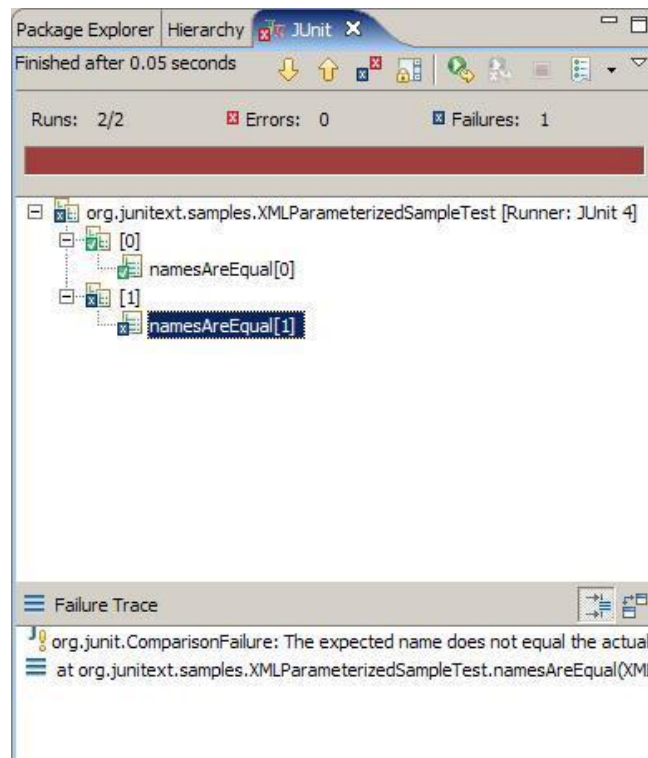 Package Explorer Hierarchy JUnit
Finished after 0.05 seconds
Runs: 2/2 Errors: 0 Failures: 1
org.junitext.samples.XMLParameterizedSampleTest [Runner: JUnit 4]
[0]
namesAreEqual[0]
[1]
namesAreEqual[1]
Failure Trace
org.junit.ComparisonFailure: The expected name does not equal the actual
at org.junitext.samples.XMLParameterizedSampleTest.namesAreEqual(XML